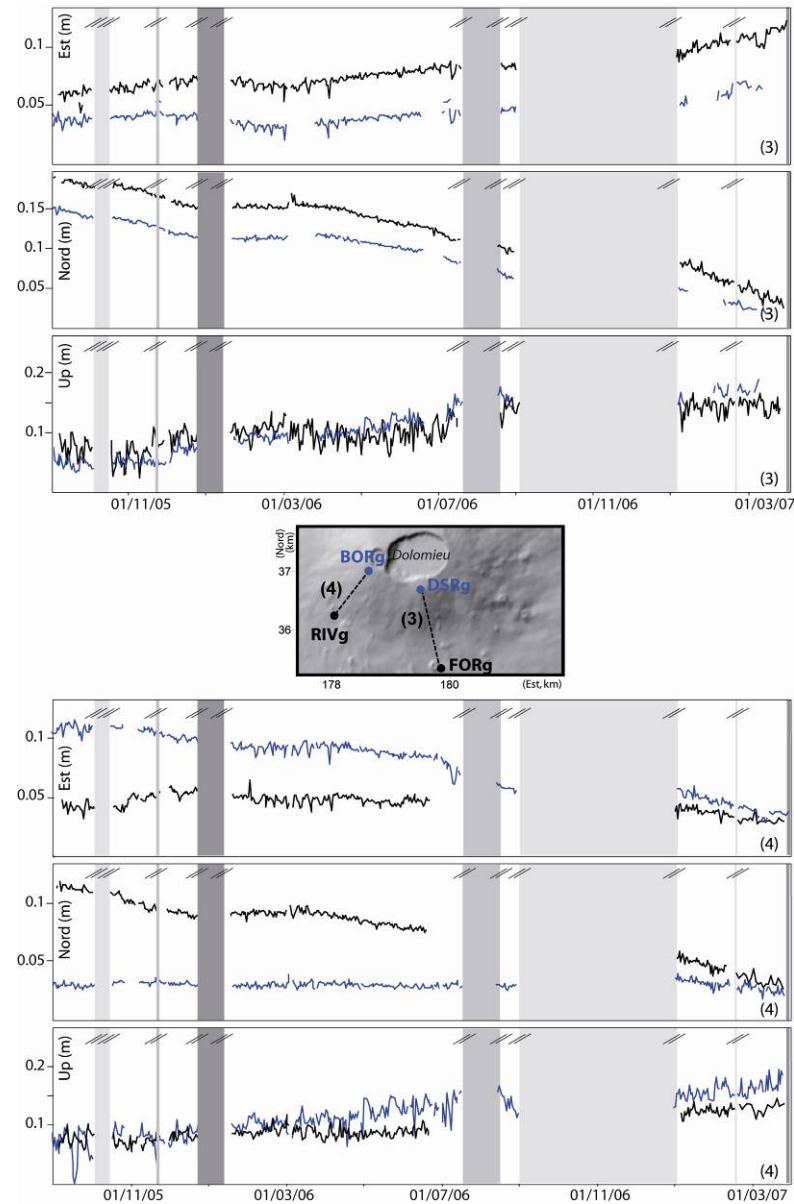 Est (m)
0.1
0.05
(3)
Nord (m)
0.15
0.1
0.05
(3)
Up (m)
0.2
0.1
(3)
01/11/05 01/03/06 01/07/06 01/11/06 01/03/07
(Nord)
(km)
37
36
BORg
Dolomieu
DSRg
(4)
(3)
RIVg
FORg
178 180 (Est, km)
Est (m)
0.1
0.05
(4)
Nord (m)
0.1
0.05
(4)
Up (m)
0.2
0.1
(4)
01/11/05 01/03/06 01/07/06 01/11/06 01/03/07